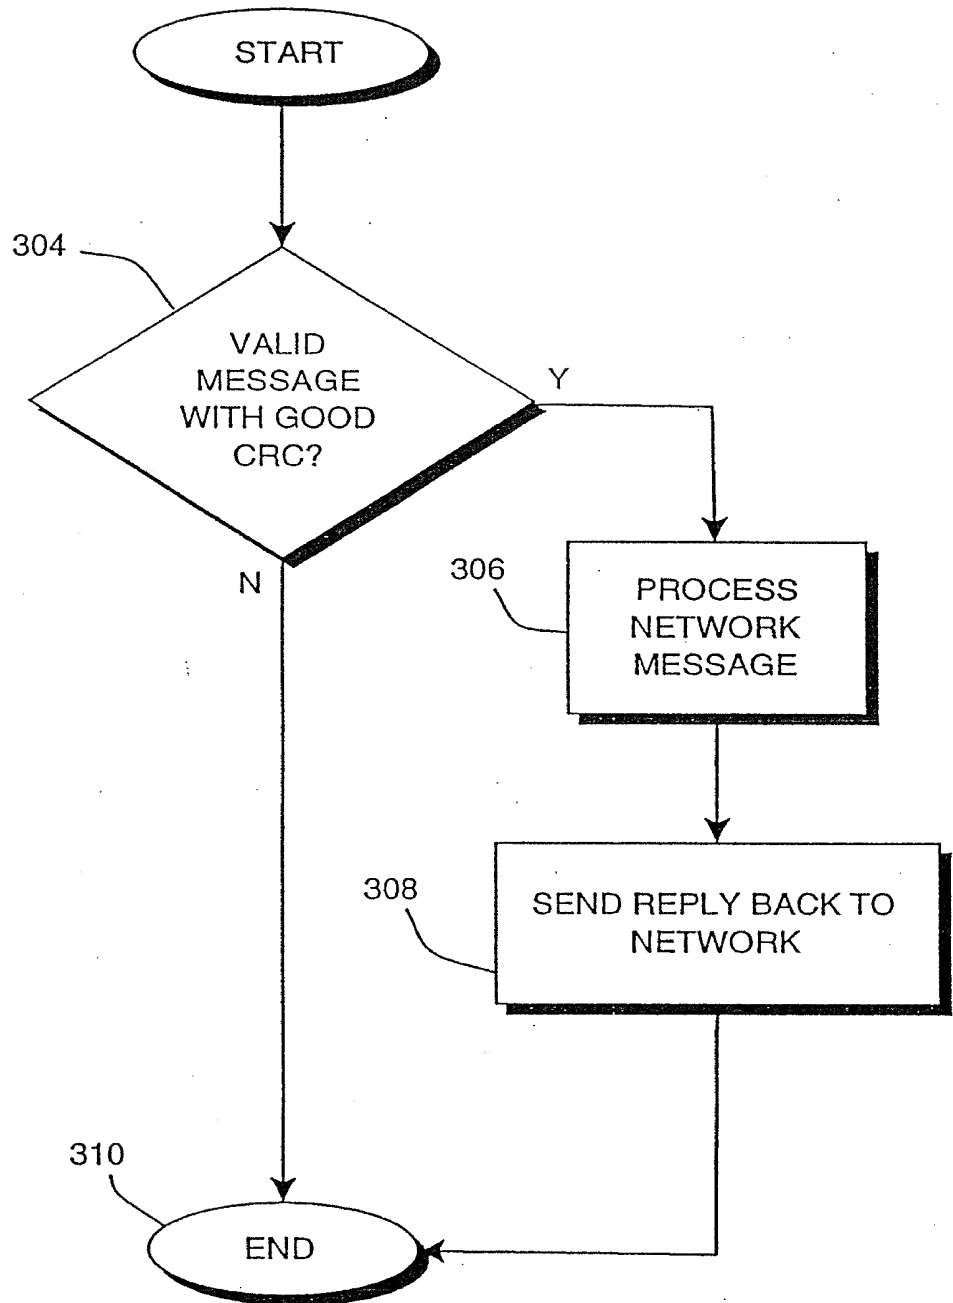 START
304
VALID
MESSAGE
WITH GOOD
CRC?
Y
N
306
PROCESS
NETWORK
MESSAGE
308
SEND REPLY BACK TO
NETWORK
310
END